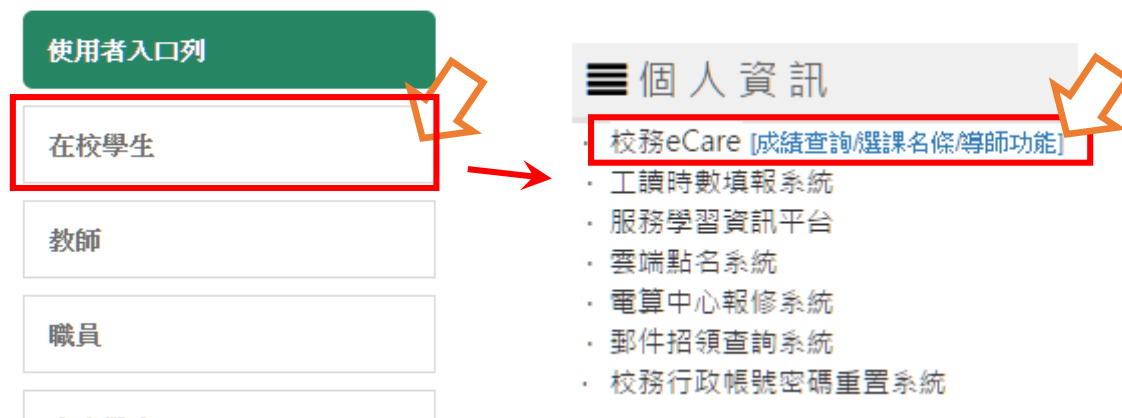 使用者入口列
在校學生
教師
職員
個人資訊
· 校務eCare [成績查詢/選課名條/導師功能]
· 工讀時數填報系統
· 服務學習資訊平台
· 雲端點名系統
· 電算中心報修系統
· 郵件招領查詢系統
· 校務行政帳號密碼重置系統